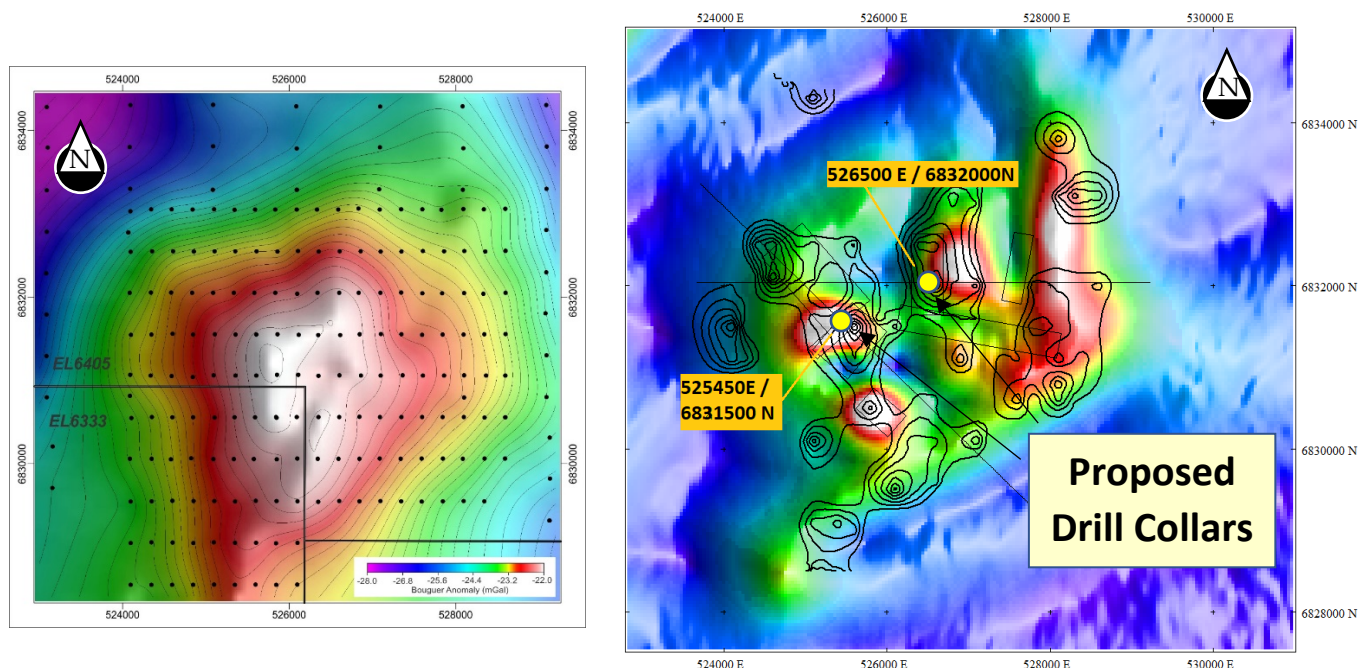 524000
526000
528000
6834000
6834000
N
6832000
6832000
EL6405
EL6333
6830000
6830000
-28.0
-26.8
-25.6
-24.4
-23.2
-22.0
Bouguer Anomaly (mGal)
524000
526000
528000
524000 E
526000 E
528000 E
530000 E
N
6834000 N
526500 E / 6832000N
6832000 N
525450E /
6831500 N
6830000 N
Proposed
Drill Collars
6828000 N
524000 E
526000 E
528000 E
530000 E